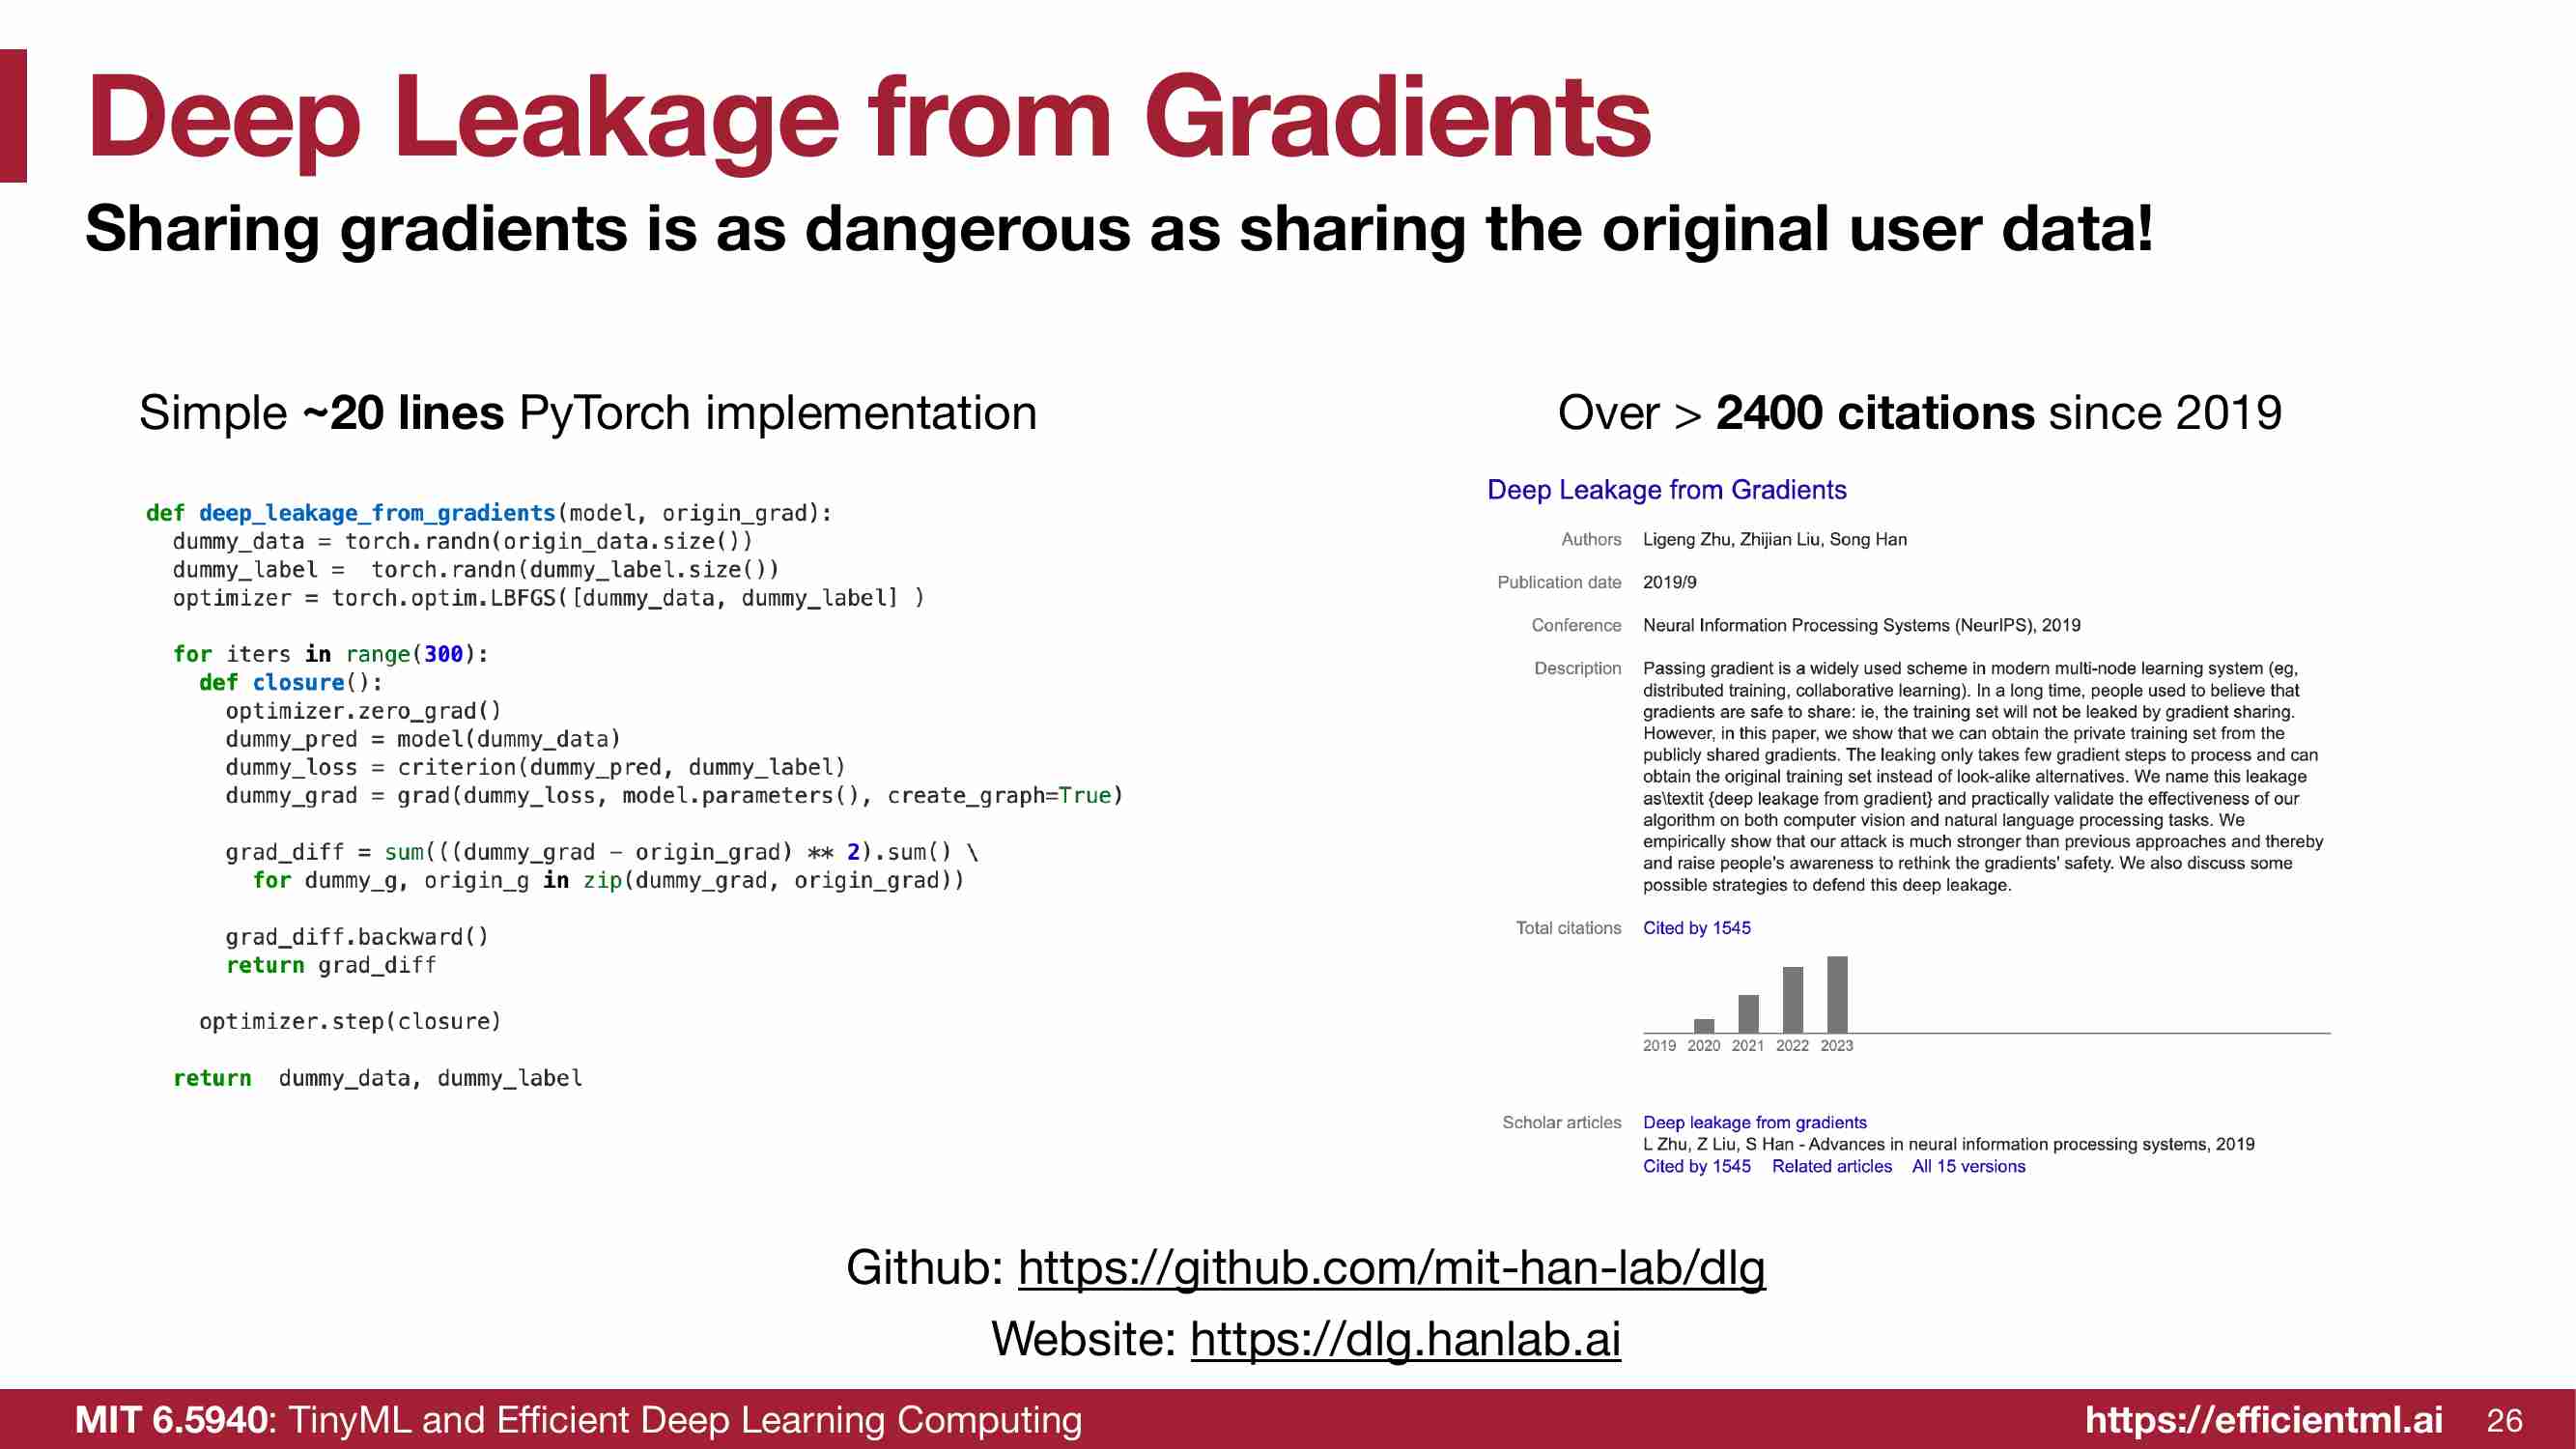 Deep Leakage from Gradients
Sharing gradients is as dangerous as sharing the original user data!
Simple ~20 lines PyTorch implementation
def deep_leakage_from_gradients(model, origin_grad):
  dummy_data = torch.randn(origin_data.size())
  dummy_label =  torch.randn(dummy_label.size())
  optimizer = torch.optim.LBFGS([dummy_data, dummy_label] )
  for iters in range(300):
    def closure():
      optimizer.zero_grad()
      dummy_pred = model(dummy_data)
      dummy_loss = criterion(dummy_pred, dummy_label)
      dummy_grad = grad(dummy_loss, model.parameters(), create_graph=True)
      grad_diff = sum(((dummy_grad - origin_grad) ** 2).sum() \
        for dummy_g, origin_g in zip(dummy_grad, origin_grad))
      grad_diff.backward()
      return grad_diff
    optimizer.step(closure)
  return  dummy_data, dummy_label
Over > 2400 citations since 2019
Deep Leakage from Gradients
Authors Ligeng Zhu, Zhijian Liu, Song Han
Publication date 2019/9
Conference Neural Information Processing Systems (NeurIPS), 2019
Description Passing gradient is a widely used scheme in modern multi-node learning system (eg,
distributed training, collaborative learning). In a long time, people used to believe that
gradients are safe to share: ie, the training set will not be leaked by gradient sharing.
However, in this paper, we show that we can obtain the private training set from the
publicly shared gradients. The leaking only takes few gradient steps to process and can
obtain the original training set instead of look-alike alternatives. We name this leakage
as\textit {deep leakage from gradient} and practically validate the effectiveness of our
algorithm on both computer vision and natural language processing tasks. We
empirically show that our attack is much stronger than previous approaches and thereby
and raise people's awareness to rethink the gradients' safety. We also discuss some
possible strategies to defend this deep leakage.
Total citations Cited by 1545
2019 2020 2021 2022 2023
Scholar articles Deep leakage from gradients
L Zhu, Z Liu, S Han - Advances in neural information processing systems, 2019
Cited by 1545 Related articles All 15 versions
Github: https://github.com/mit-han-lab/dlg
Website: https://dlg.hanlab.ai
MIT 6.5940: TinyML and Efficient Deep Learning Computing
https://efficientml.ai 26